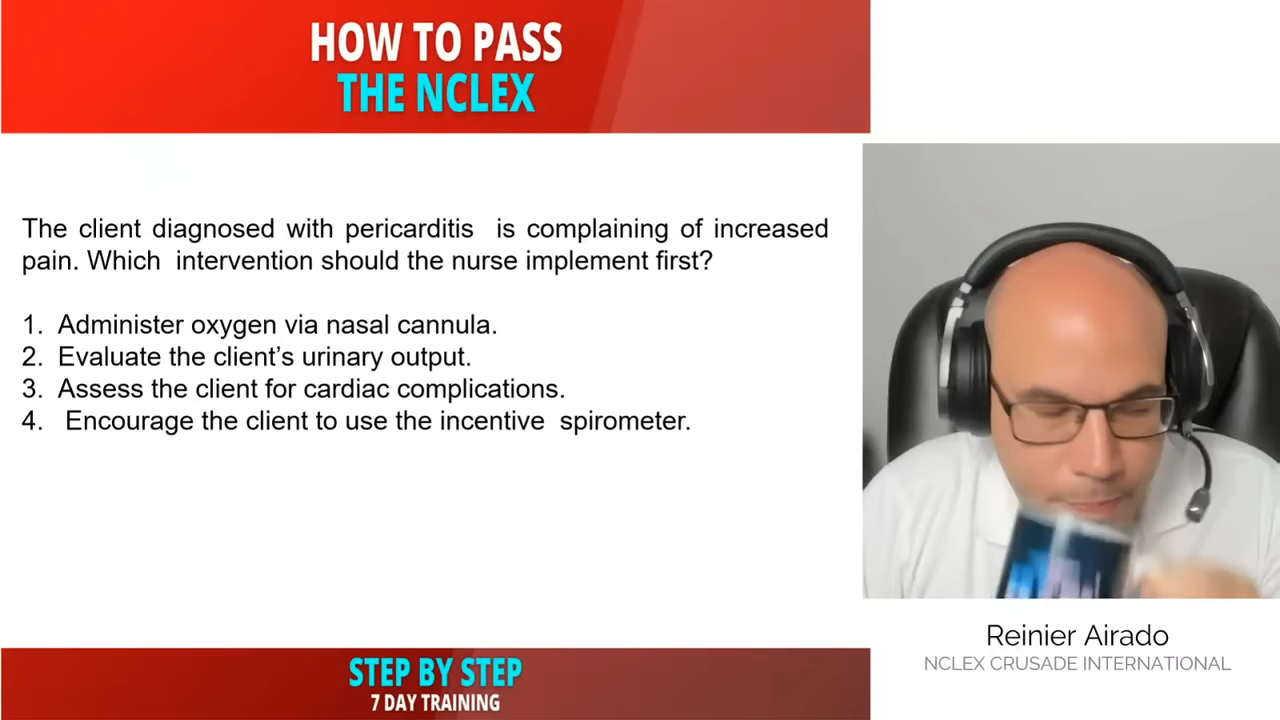 HOW TO PASS
THE NCLEX
The client diagnosed with pericarditis is complaining of increased
pain. Which intervention should the nurse implement first?
1. Administer oxygen via nasal cannula.
2. Evaluate the client's urinary output.
3. Assess the client for cardiac complications.
4. Encourage the client to use the incentive spirometer.
Reinier Airado
NCLEX CRUSADE INTERNATIONAL
STEP BY STEP
7 DAY TRAINING